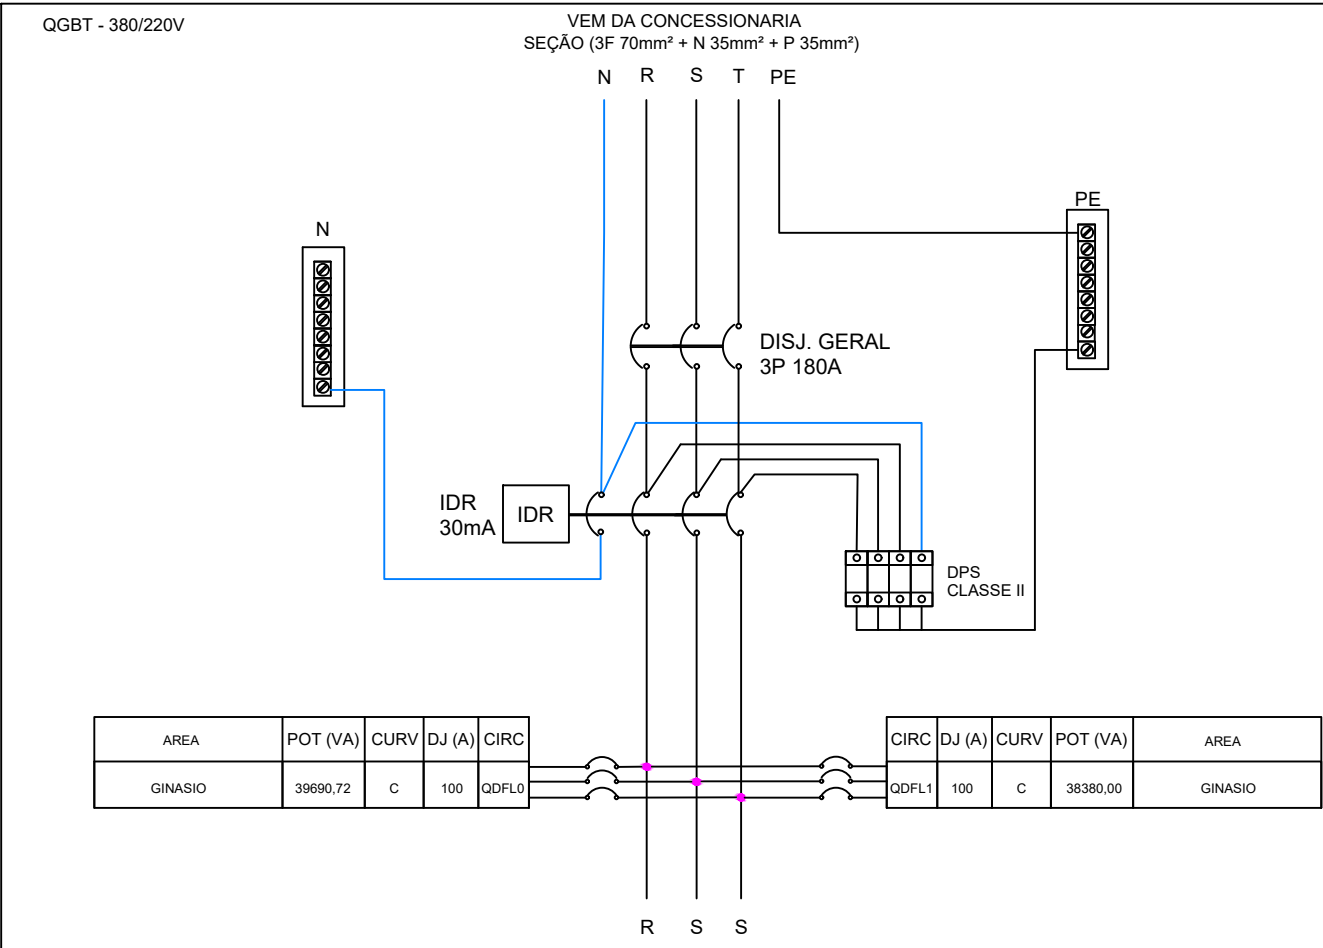 QGBT - 380/220V
VEM DA CONCESSIONARIA
SEÇÃO (3F 70mm² + N 35mm² + P 35mm²)
N R S T PE
PE
N
DISJ. GERAL
3P 180A
IDR
30mA
IDR
DPS
CLASSE II
AREA POT (VA) CURV DJ (A) CIRC
GINASIO 39690,72 C 100 QDFL0
CIRC DJ (A) CURV POT (VA) AREA
QDFL1 100 C 38380,00 GINASIO
R S S